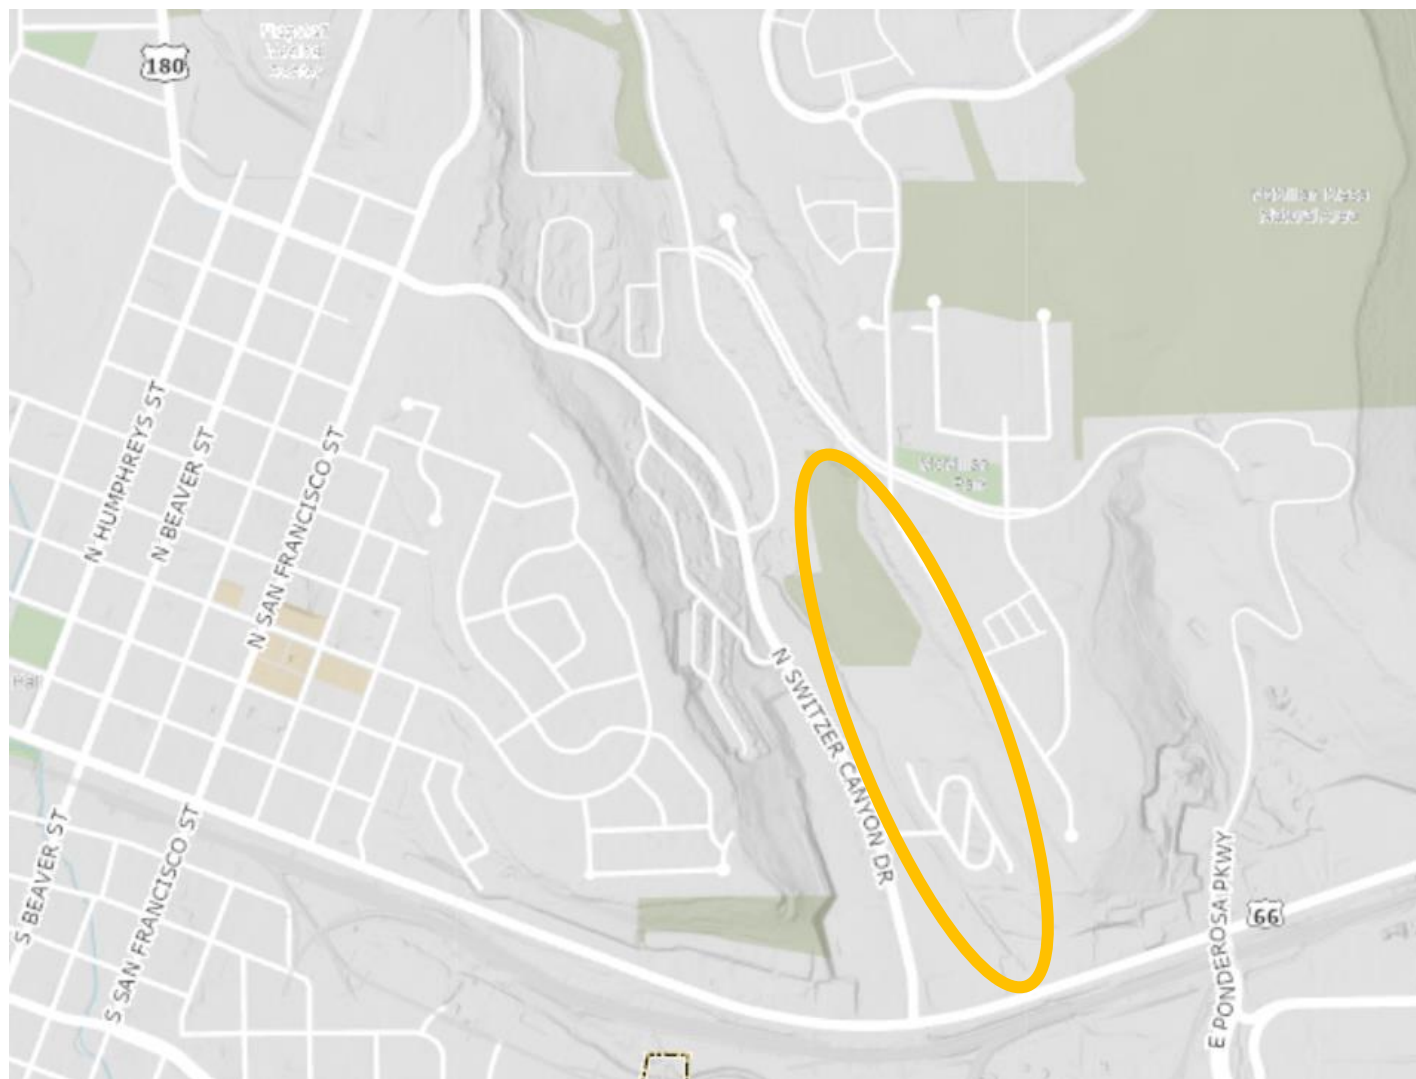 180
N HUMPHREYS ST
N BEAVER ST
N SAN FRANCISCO ST
Park
N SWITZER CANYON DR
S BEAVER ST
S SAN FRANCISCO ST
E PONDEROSA PKWY
66